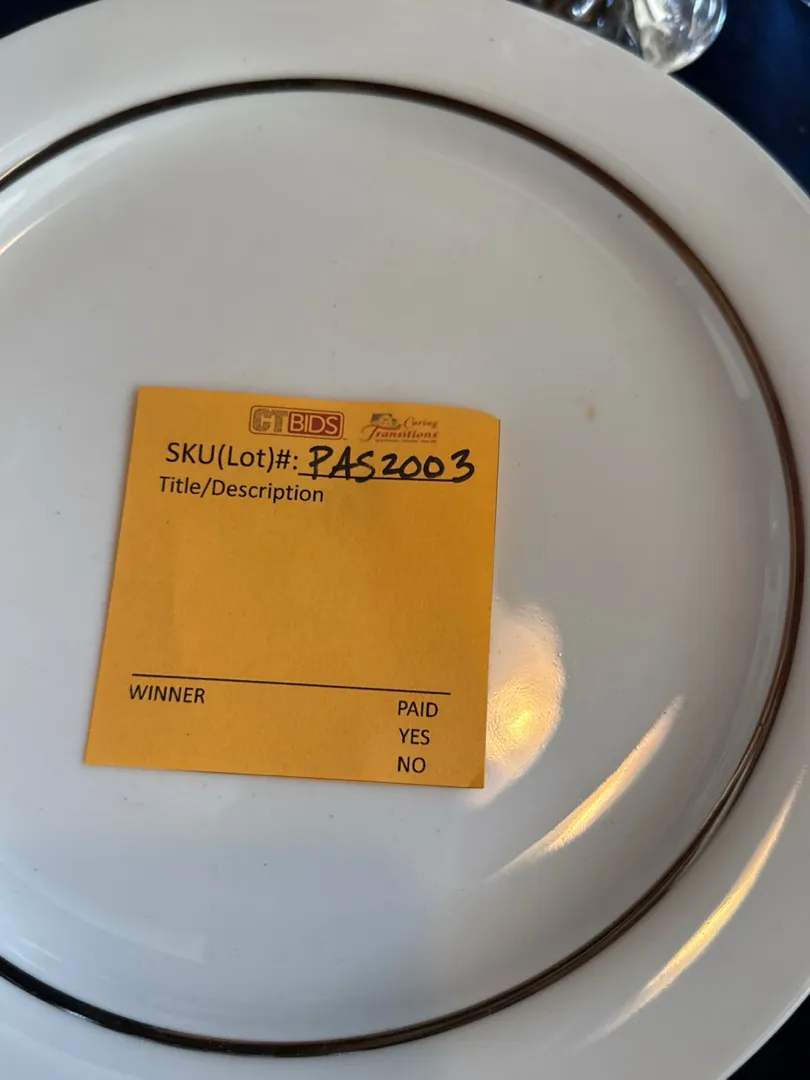 CTBIDS Caring Transitions
SKU(Lot)#: PAS2003
Title/Description
WINNER PAID
YES
NO